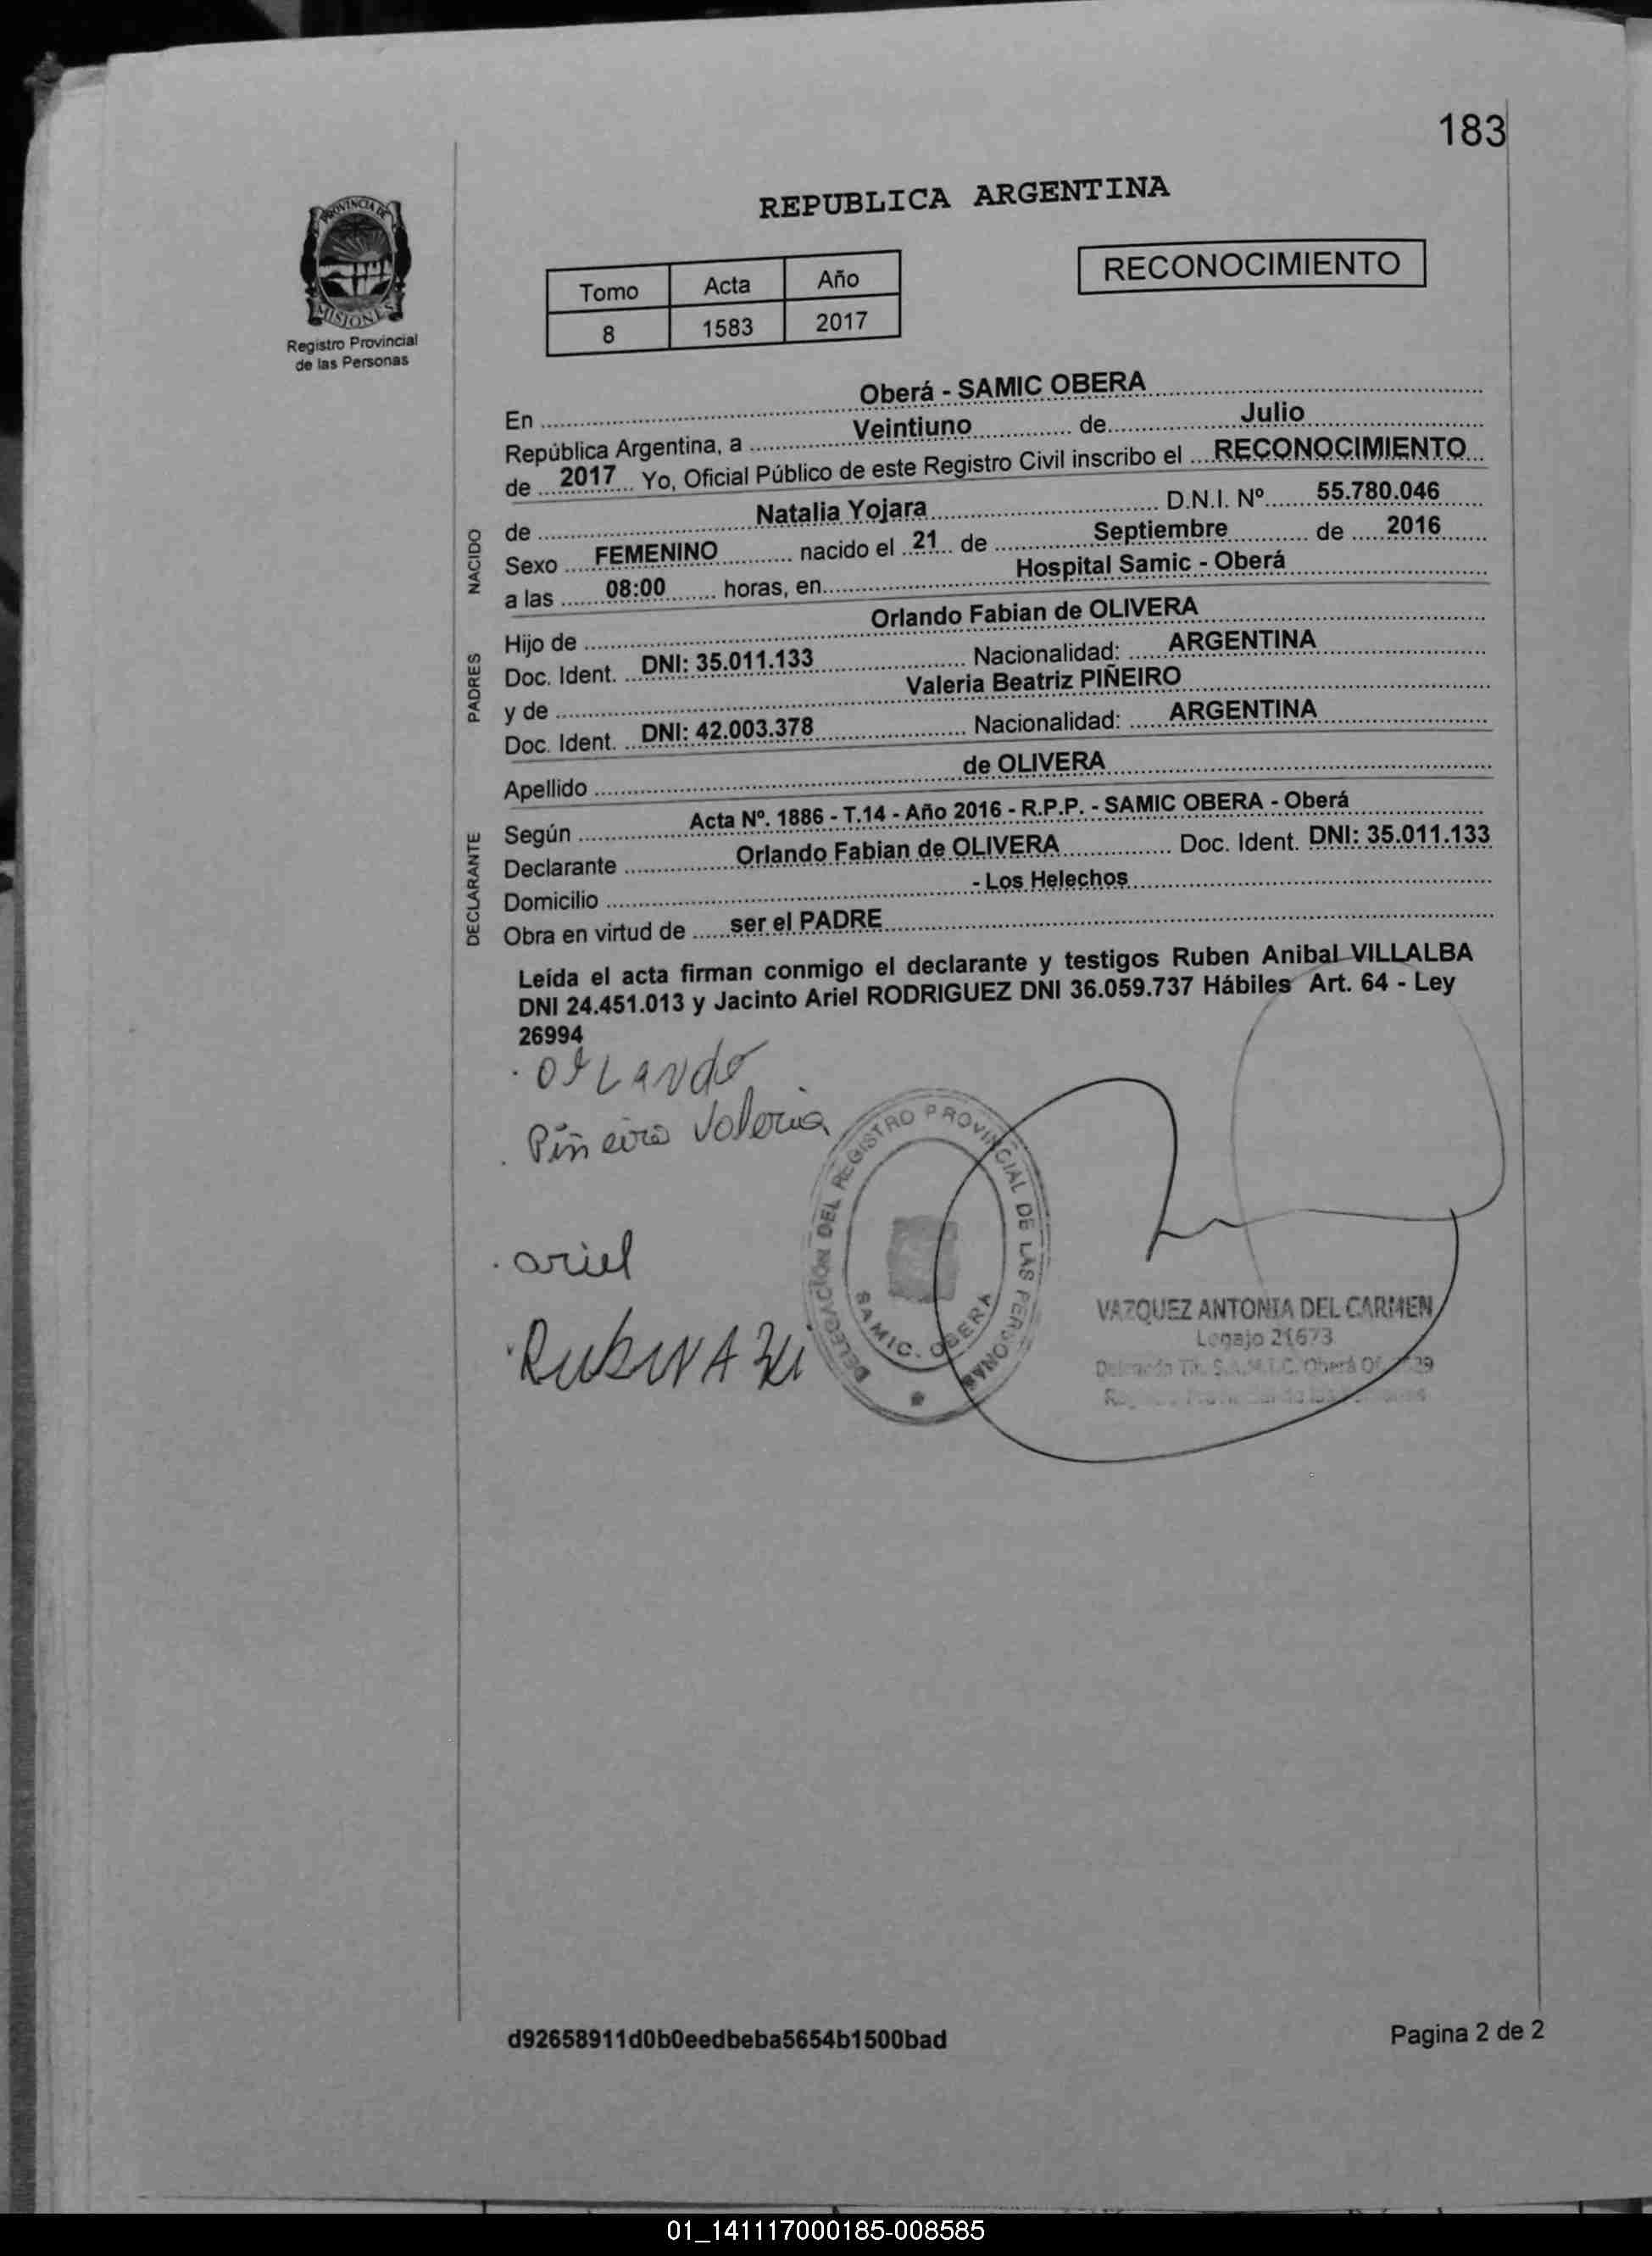 183
PROVINCIA DE
MISIONES
Registro Provincial
de las Personas
REPUBLICA ARGENTINA
Tomo Acta Año
8 1583 2017
RECONOCIMIENTO
En Oberá - SAMIC OBERA
República Argentina, a Veintiuno de Julio
de 2017 Yo, Oficial Público de este Registro Civil inscribo el RECONOCIMIENTO
NACIDO
de Natalia Yojara D.N.I. Nº 55.780.046
Sexo FEMENINO nacido el 21 de Septiembre de 2016
a las 08:00 horas, en Hospital Samic - Oberá
PADRES
Hijo de Orlando Fabian de OLIVERA
Doc. Ident. DNI: 35.011.133 Nacionalidad: ARGENTINA
y de Valeria Beatriz PIÑEIRO
Doc. Ident. DNI: 42.003.378 Nacionalidad: ARGENTINA
Apellido de OLIVERA
DECLARANTE
Según Acta Nº. 1886 - T.14 - Año 2016 - R.P.P. - SAMIC OBERA - Oberá
Declarante Orlando Fabian de OLIVERA Doc. Ident. DNI: 35.011.133
Domicilio - Los Helechos
Obra en virtud de ser el PADRE
Leída el acta firman conmigo el declarante y testigos Ruben Anibal VILLALBA
DNI 24.451.013 y Jacinto Ariel RODRIGUEZ DNI 36.059.737 Hábiles Art. 64 - Ley
26994
Orlando
Piñeiro Valeria
ariel
DELEGACIÓN DEL REGISTRO PROVINCIAL DE LAS PERSONAS
SAMIC. OBERA
VAZQUEZ ANTONIA DEL CARMEN
Legajo 21673
S.A.M.I.C. Oberá
d92658911d0b0eedbeba5654b1500bad
Pagina 2 de 2
01_141117000185-008585